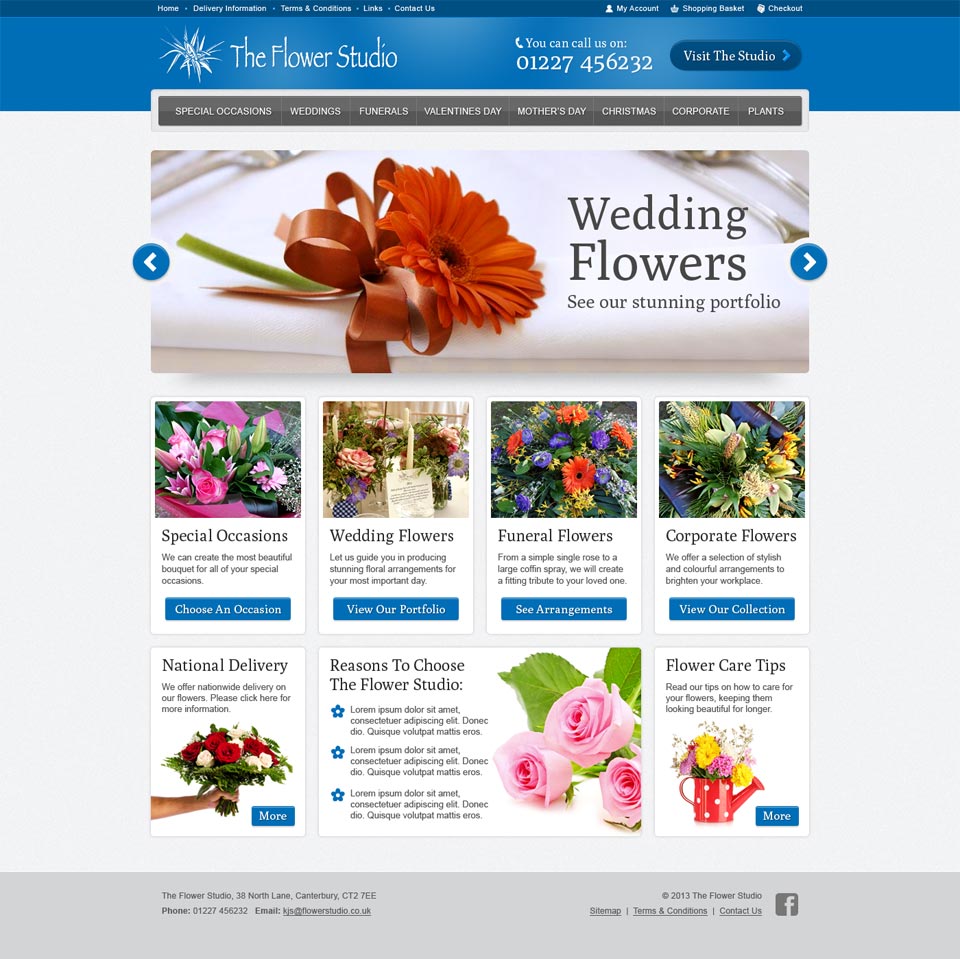 Home • Delivery Information • Terms & Conditions • Links • Contact Us
My Account Shopping Basket Checkout
The Flower Studio
You can call us on:
01227 456232
Visit The Studio
SPECIAL OCCASIONS WEDDINGS FUNERALS VALENTINES DAY MOTHER'S DAY CHRISTMAS CORPORATE PLANTS
Wedding
Flowers
See our stunning portfolio
Special Occasions
We can create the most beautiful
bouquet for all of your special
occasions.
Choose An Occasion
Wedding Flowers
Let us guide you in producing
stunning floral arrangements for
your most important day.
View Our Portfolio
Funeral Flowers
From a simple single rose to a
large coffin spray, we will create
a fitting tribute to your loved one.
See Arrangements
Corporate Flowers
We offer a selection of stylish
and colourful arrangements to
brighten your workplace.
View Our Collection
National Delivery
We offer nationwide delivery on
our flowers. Please click here for
more information.
More
Reasons To Choose
The Flower Studio:
Lorem ipsum dolor sit amet,
consectetuer adipiscing elit. Donec
dio. Quisque volutpat mattis eros.
Lorem ipsum dolor sit amet,
consectetuer adipiscing elit. Donec
dio. Quisque volutpat mattis eros.
Lorem ipsum dolor sit amet,
consectetuer adipiscing elit. Donec
dio. Quisque volutpat mattis eros.
Flower Care Tips
Read our tips on how to care for
your flowers, keeping them
looking beautiful for longer.
More
The Flower Studio, 38 North Lane, Canterbury, CT2 7EE
Phone: 01227 456232 Email: kjs@flowerstudio.co.uk
© 2013 The Flower Studio
Sitemap | Terms & Conditions | Contact Us